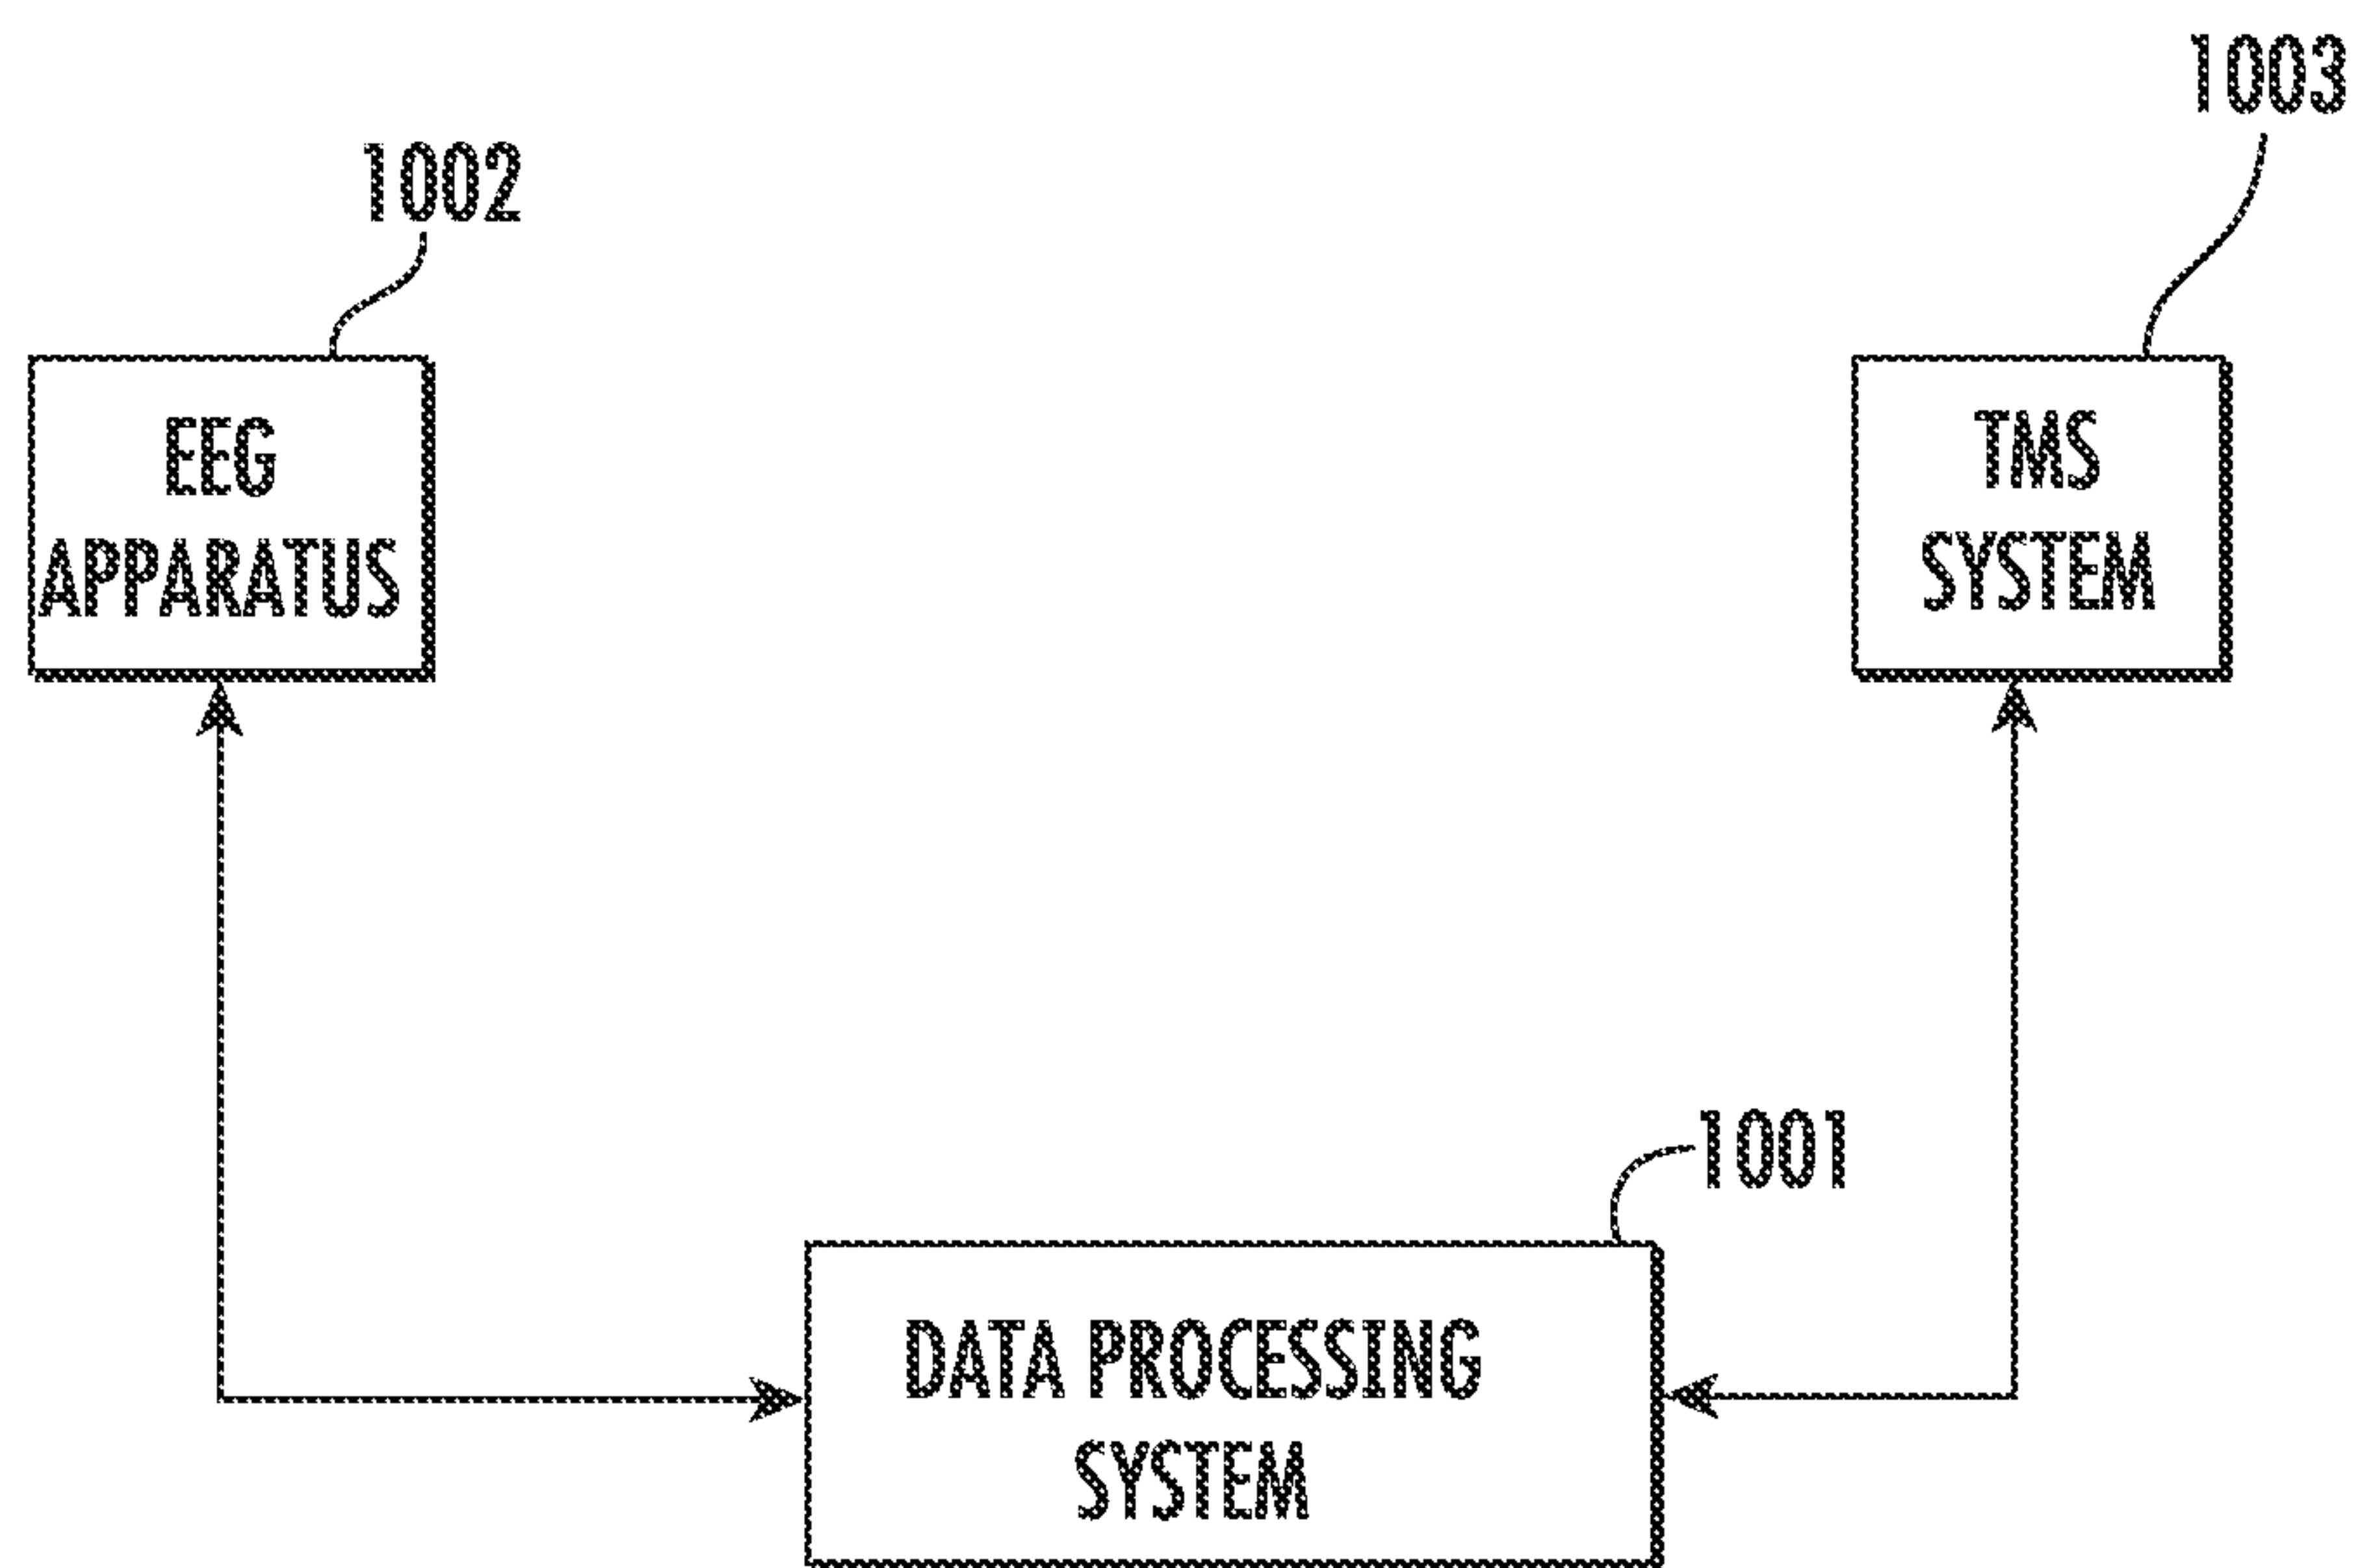 1003
1002
EEG
APPARATUS
TMS
SYSTEM
1001
DATA PROCESSING
SYSTEM